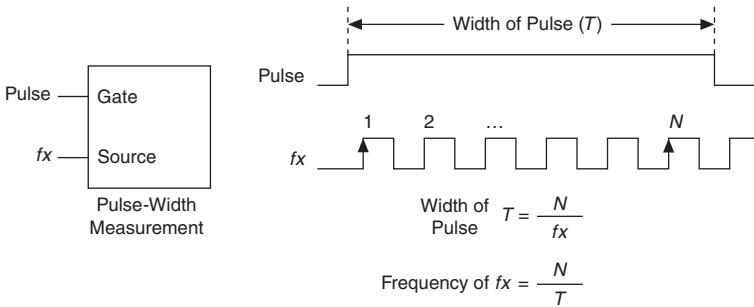 Width of Pulse (T)
Pulse
Gate
Pulse
1 2 … N
fx
Source
fx
Pulse-Width
Measurement
Width of
Pulse
T = N
fx
Frequency of fx = N
T